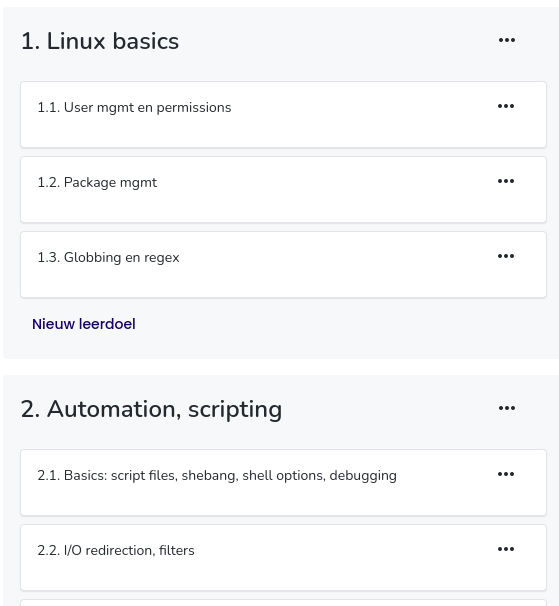 1. Linux basics
1.1. User mgmt en permissions
1.2. Package mgmt
1.3. Globbing en regex
Nieuw leerdoel
2. Automation, scripting
2.1. Basics: script files, shebang, shell options, debugging
2.2. I/O redirection, filters